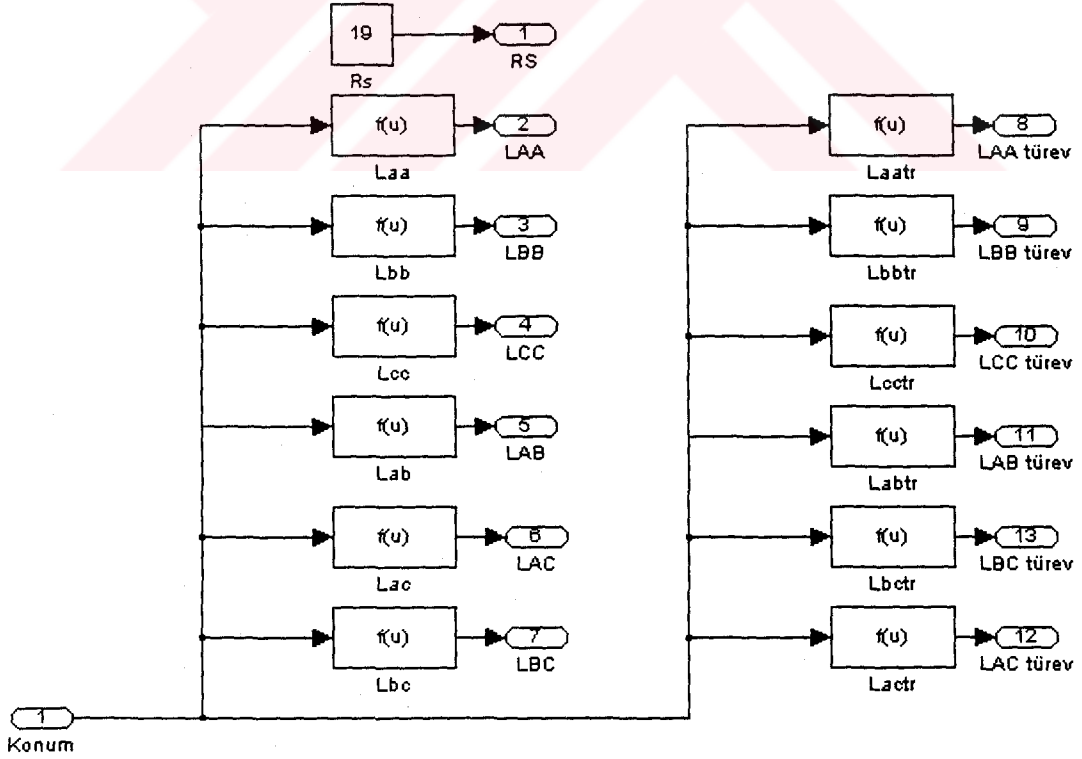 19
Rs
1
RS
f(u)
Laa
2
LAA
f(u)
Lbb
3
LBB
f(u)
Lcc
4
LCC
f(u)
Lab
5
LAB
f(u)
Lac
6
LAC
f(u)
Lbc
7
LBC
1
Konum
f(u)
Laatr
8
LAA türev
f(u)
Lbbtr
9
LBB türev
f(u)
Lcctr
10
LCC türev
f(u)
Labtr
11
LAB türev
f(u)
Lbctr
13
LBC türev
f(u)
Lactr
12
LAC türev